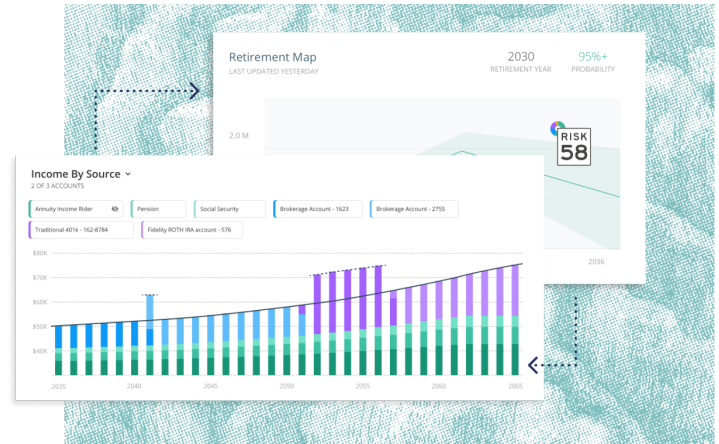 Retirement Map
LAST UPDATED YESTERDAY
2030
RETIREMENT YEAR
95%+
PROBABILITY
2.0 M
RISK
58
2036
Income By Source
2 OF 3 ACCOUNTS
Annuity Income Rider
Pension
Social Security
Brokerage Account - 1623
Brokerage Account - 2755
Traditional 401k - 162-8784
Fidelity ROTH IRA account - 576
$80K
$70K
$60K
$50K
$40K
2035 2040 2045 2050 2055 2060 2065